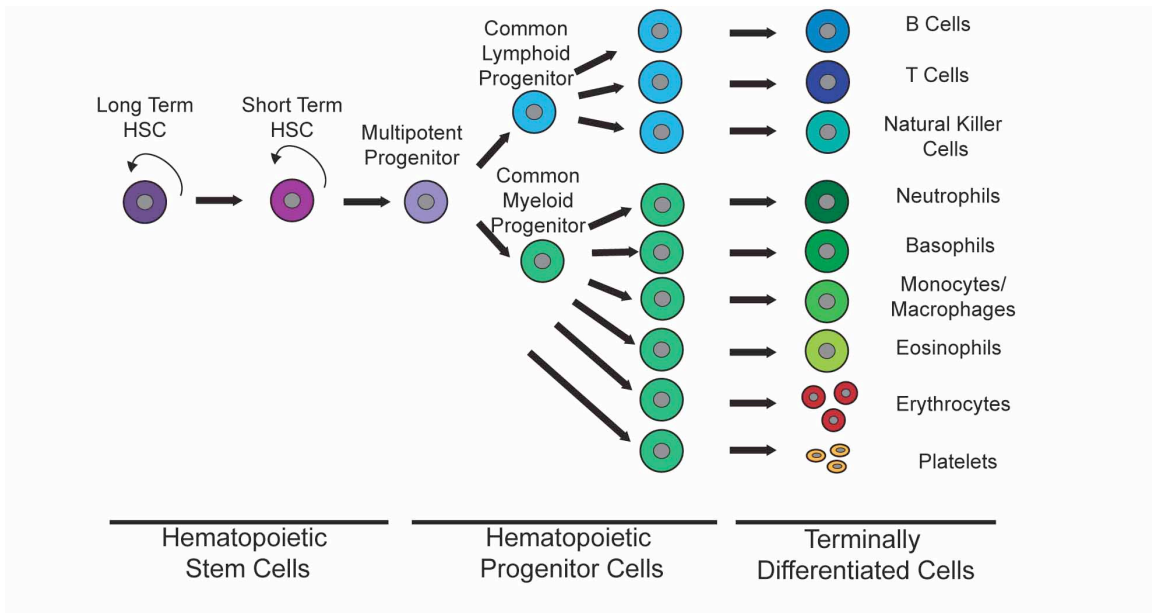 Long Term
HSC
Short Term
HSC
Multipotent
Progenitor
Common
Lymphoid
Progenitor
Common
Myeloid
Progenitor
B Cells
T Cells
Natural Killer
Cells
Neutrophils
Basophils
Monocytes/
Macrophages
Eosinophils
Erythrocytes
Platelets
Hematopoietic
Stem Cells
Hematopoietic
Progenitor Cells
Terminally
Differentiated Cells